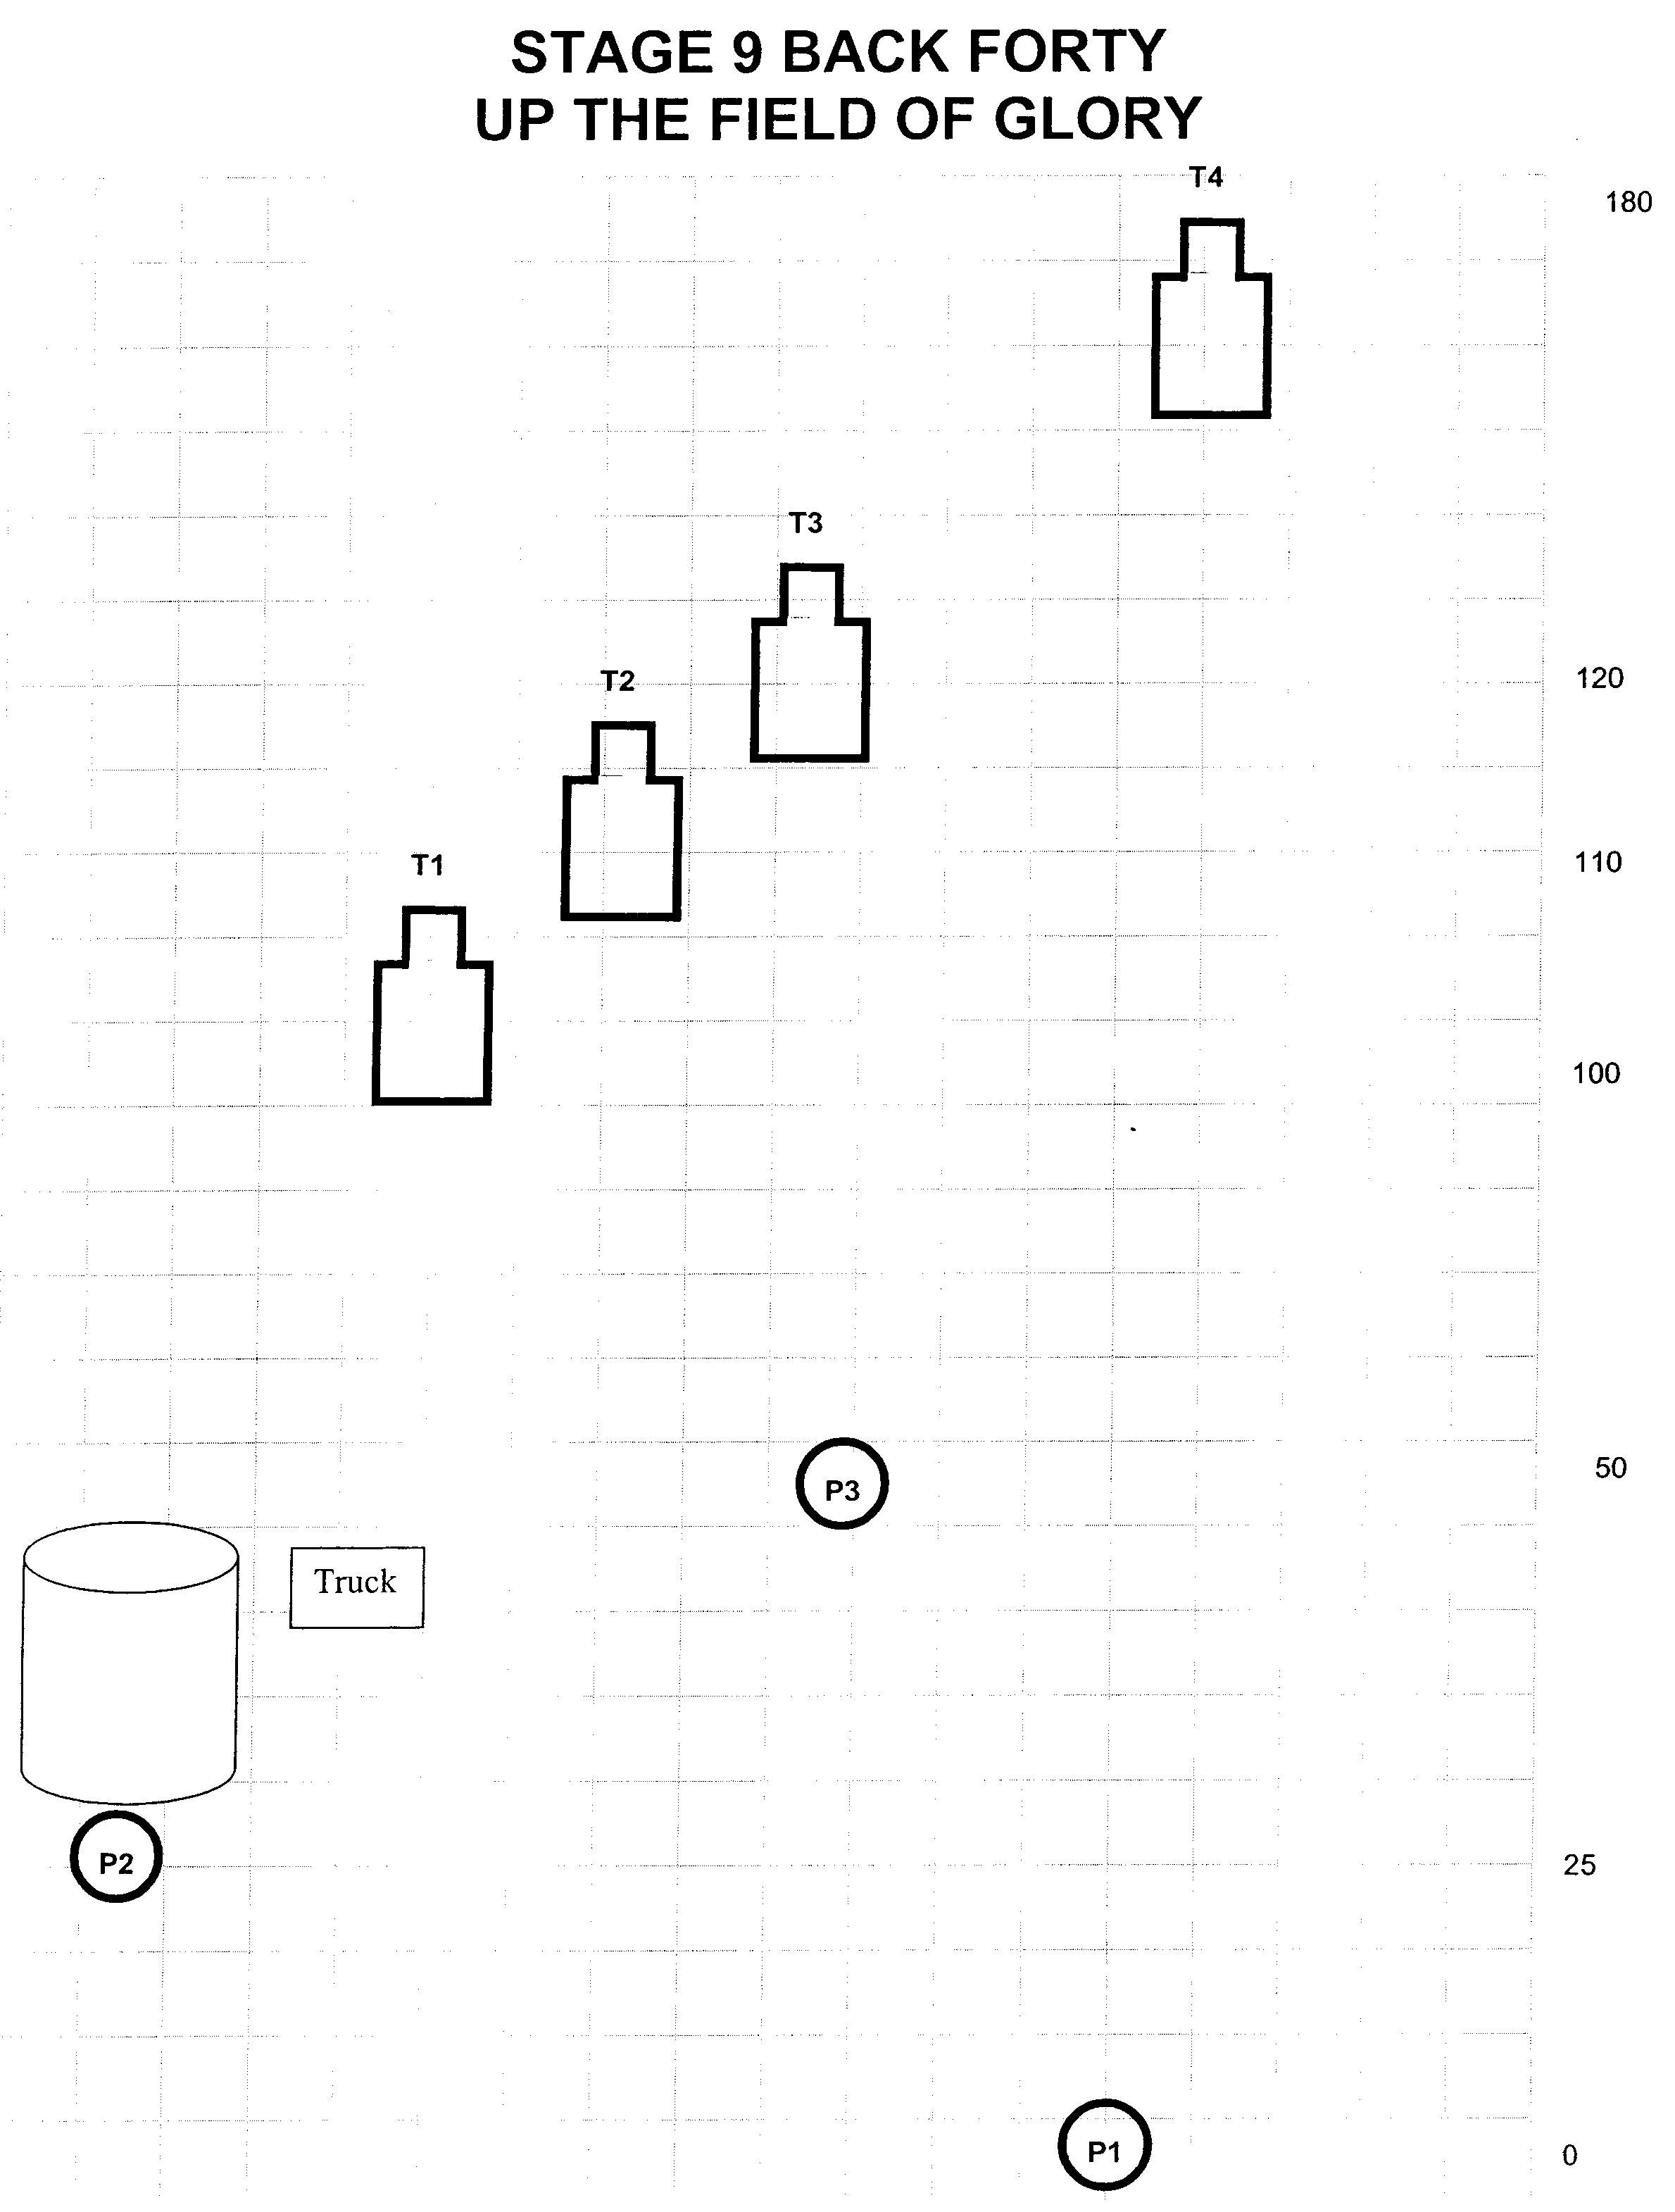 STAGE 9 BACK FORTY
UP THE FIELD OF GLORY
T4
180
T3
T2
120
T1
110
100
P3
50
Truck
P2
25
P1
0